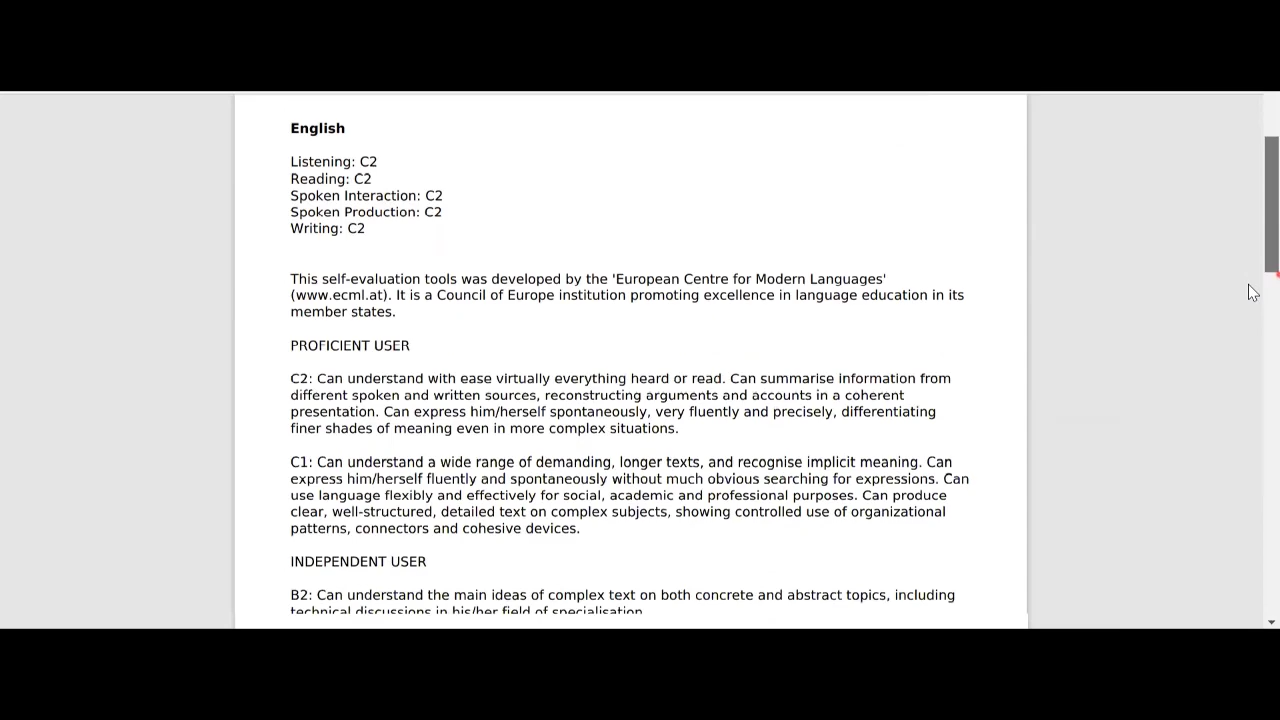 English
Listening: C2
Reading: C2
Spoken Interaction: C2
Spoken Production: C2
Writing: C2
This self-evaluation tools was developed by the 'European Centre for Modern Languages'
(www.ecml.at). It is a Council of Europe institution promoting excellence in language education in its
member states.
PROFICIENT USER
C2: Can understand with ease virtually everything heard or read. Can summarise information from
different spoken and written sources, reconstructing arguments and accounts in a coherent
presentation. Can express him/herself spontaneously, very fluently and precisely, differentiating
finer shades of meaning even in more complex situations.
C1: Can understand a wide range of demanding, longer texts, and recognise implicit meaning. Can
express him/herself fluently and spontaneously without much obvious searching for expressions. Can
use language flexibly and effectively for social, academic and professional purposes. Can produce
clear, well-structured, detailed text on complex subjects, showing controlled use of organizational
patterns, connectors and cohesive devices.
INDEPENDENT USER
B2: Can understand the main ideas of complex text on both concrete and abstract topics, including
technical discussions in his/her field of specialisation.